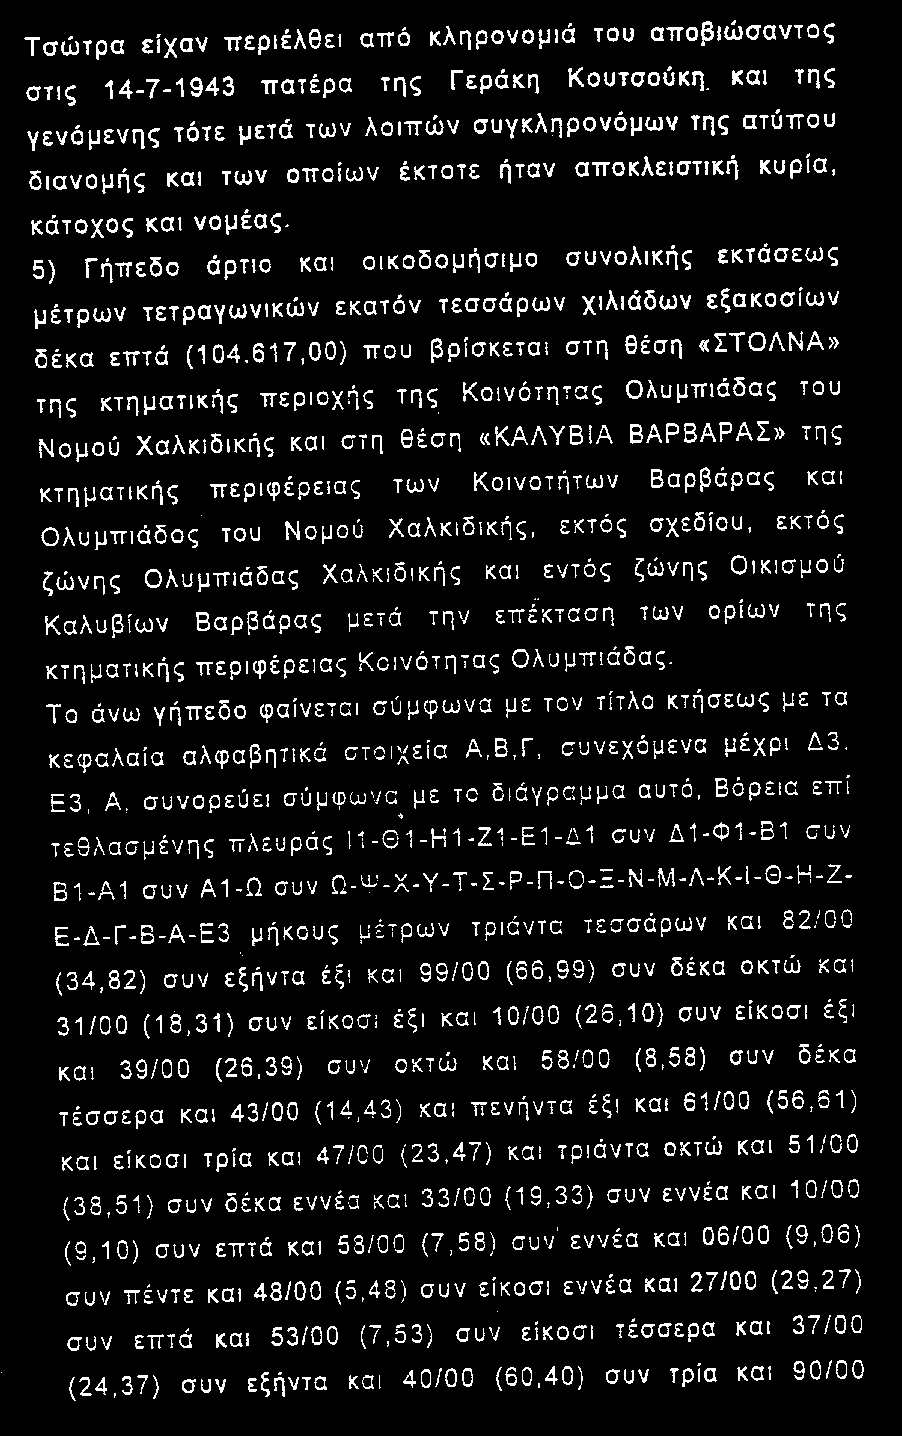 Τσώτρα είχαν περιέλθει από κληρονομιά του αποβιώσαντος
στις 14-7-1943 πατέρα της Γεράκη Κουτσούκη και της
γενόμενης τότε μετά των λοιπών συγκληρονόμων της ατύπου
διανομής και των οποίων έκτοτε ήταν αποκλειστική κυρία,
κάτοχος και νομέας.
5) Γήπεδο άρτιο και οικοδομήσιμο συνολικής εκτάσεως
μέτρων τετραγωνικών εκατόν τεσσάρων χιλιάδων εξακοσίων
δέκα επτά (104.617,00) που βρίσκεται στη θέση «ΣΤΟΛΝΑ»
της κτηματικής περιοχής της Κοινότητας Ολυμπιάδας του
Νομού Χαλκιδικής και στη θέση «ΚΑΛΥΒΙΑ ΒΑΡΒΑΡΑΣ» της
κτηματικής περιφέρειας των Κοινοτήτων Βαρβάρας και
Ολυμπιάδος του Νομού Χαλκιδικής, εκτός σχεδίου, εκτός
ζώνης Ολυμπιάδας Χαλκιδικής και εντός ζώνης Οικισμού
Καλυβίων Βαρβάρας μετά την επέκταση των ορίων της
κτηματικής περιφέρειας Κοινότητας Ολυμπιάδας.
Το άνω γήπεδο φαίνεται σύμφωνα με τον τίτλο κτήσεως με τα
κεφαλαία αλφαβητικά στοιχεία Α,Β,Γ, συνεχόμενα μέχρι Δ3,
Ε3, Α, συνορεύει σύμφωνα με το διάγραμμα αυτό, Βόρεια επί
τεθλασμένης πλευράς Ι1-Θ1-Η1-Ζ1-Ε1-Δ1 συν Δ1-Φ1-Β1 συν
Β1-Α1 συν Α1-Ω συν Ω-Ψ-Χ-Υ-Τ-Σ-Ρ-Π-Ο-Ξ-Ν-Μ-Λ-Κ-Ι-Θ-Η-Ζ-
Ε-Δ-Γ-Β-Α-Ε3 μήκους μέτρων τριάντα τεσσάρων και 82/00
(34,82) συν εξήντα έξι και 99/00 (66,99) συν δέκα οκτώ και
31/00 (18,31) συν είκοσι έξι και 10/00 (26,10) συν είκοσι έξι
και 39/00 (26,39) συν οκτώ και 58/00 (8,58) συν δέκα
τέσσερα και 43/00 (14,43) και πενήντα έξι και 61/00 (56,61)
και είκοσι τρία και 47/00 (23,47) και τριάντα οκτώ και 51/00
(38,51) συν δέκα εννέα και 33/00 (19,33) συν εννέα και 10/00
(9,10) συν επτά και 58/00 (7,58) συν εννέα και 06/00 (9,06)
συν πέντε και 48/00 (5,48) συν είκοσι εννέα και 27/00 (29,27)
συν επτά και 53/00 (7,53) συν είκοσι τέσσερα και 37/00
(24,37) συν εξήντα και 40/00 (60,40) συν τρία και 90/00